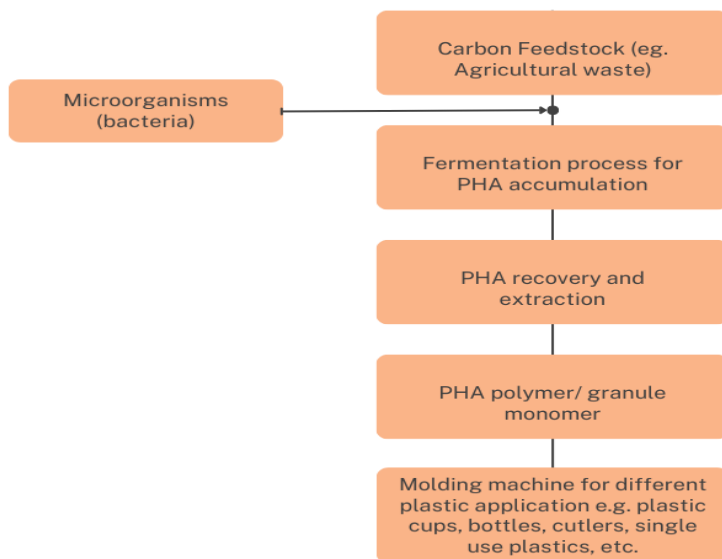 Carbon Feedstock (eg.
Agricultural waste)
Microorganisms
(bacteria)
Fermentation process for
PHA accumulation
PHA recovery and
extraction
PHA polymer/ granule
monomer
Molding machine for different
plastic application e.g. plastic
cups, bottles, cutlers, single
use plastics, etc.